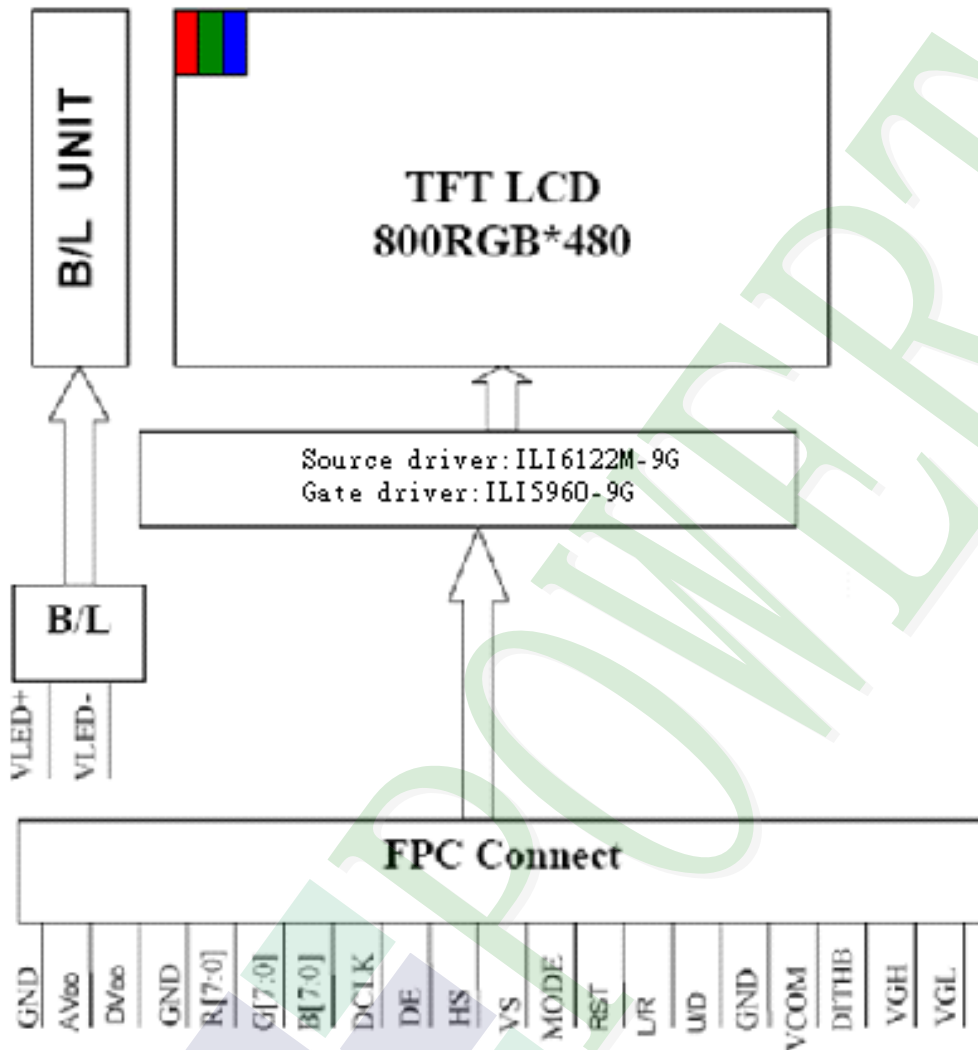 B/L UNIT
TFT LCD
800RGB*480
Source driver:ILI6122M-9G
Gate driver:ILI5960-9G
B/L
VLED+
VLED-
FPC Connect
GND
AVDD
DVDD
GND
R[7:0]
G[7:0]
B[7:0]
DCLK
DE
HS
VS
MODE
RST
L/R
U/D
GND
VCOM
DITHB
VGH
VGL
POWERT